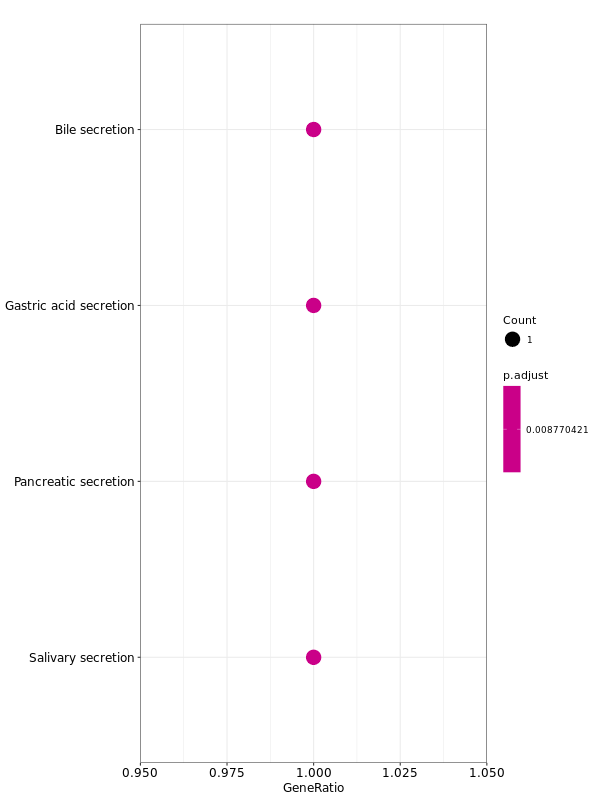 Bile secretion
Gastric acid secretion
Pancreatic secretion
Salivary secretion
0.950 0.975 1.000 1.025 1.050
GeneRatio
Count
1
p.adjust
0.008770421